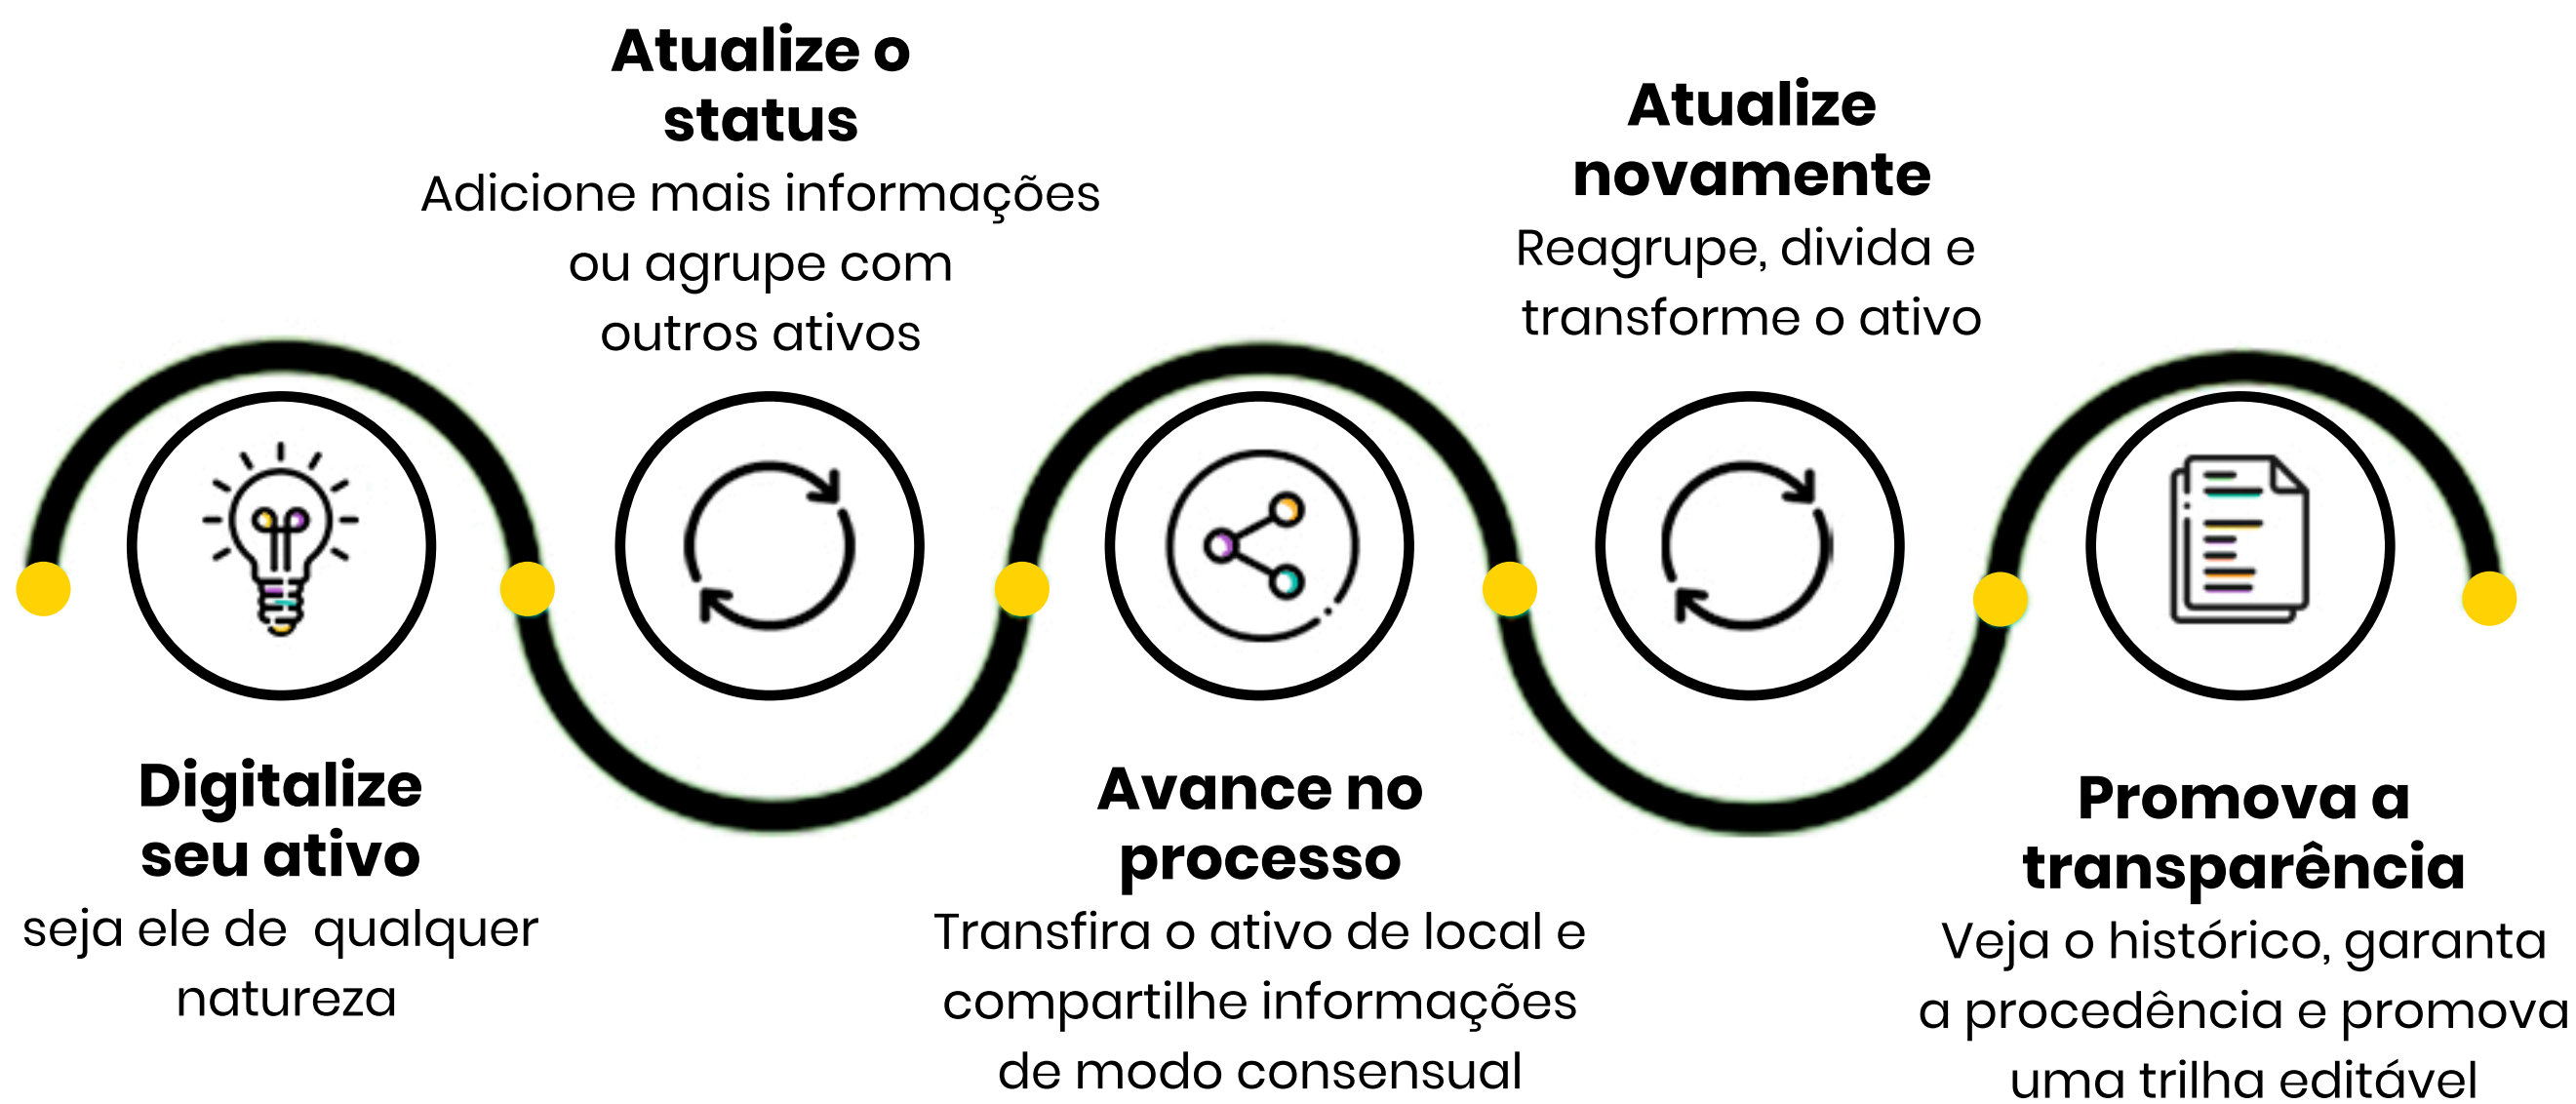 Digitalize
seu ativo
seja ele de  qualquer
natureza
Atualize o
status
Adicione mais informações
ou agrupe com
outros ativos
Avance no
processo
Transfira o ativo de local e
compartilhe informações
de modo consensual
Atualize
novamente
Reagrupe, divida e
transforme o ativo
Promova a
transparência
Veja o histórico, garanta
a procedência e promova
uma trilha editável